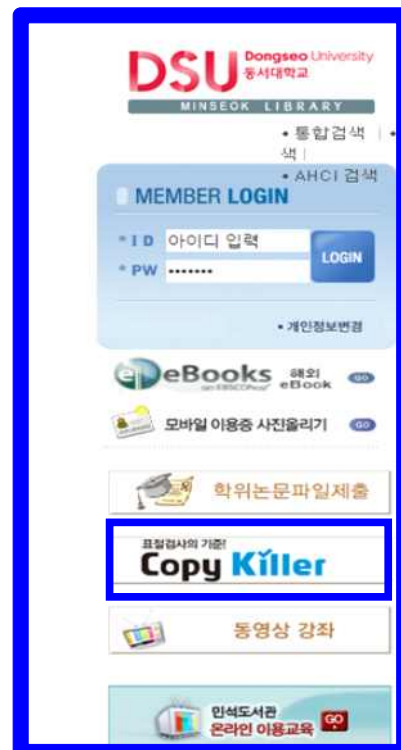 DSU Dongseo University
동서대학교
MINSEOK LIBRARY
• 통합검색 | •
색 |
• AHCI 검색
MEMBER LOGIN
* I D 아이디 입력
LOGIN
* PW •••••••
• 개인정보변경
eBooks 해외
on EBSCOhost eBook GO
모바일 이용증 사진올리기 GO
학위논문파일제출
표절검사의 기준!
Copy Killer
동영상 강좌
민석도서관
온라인 이용교육 GO